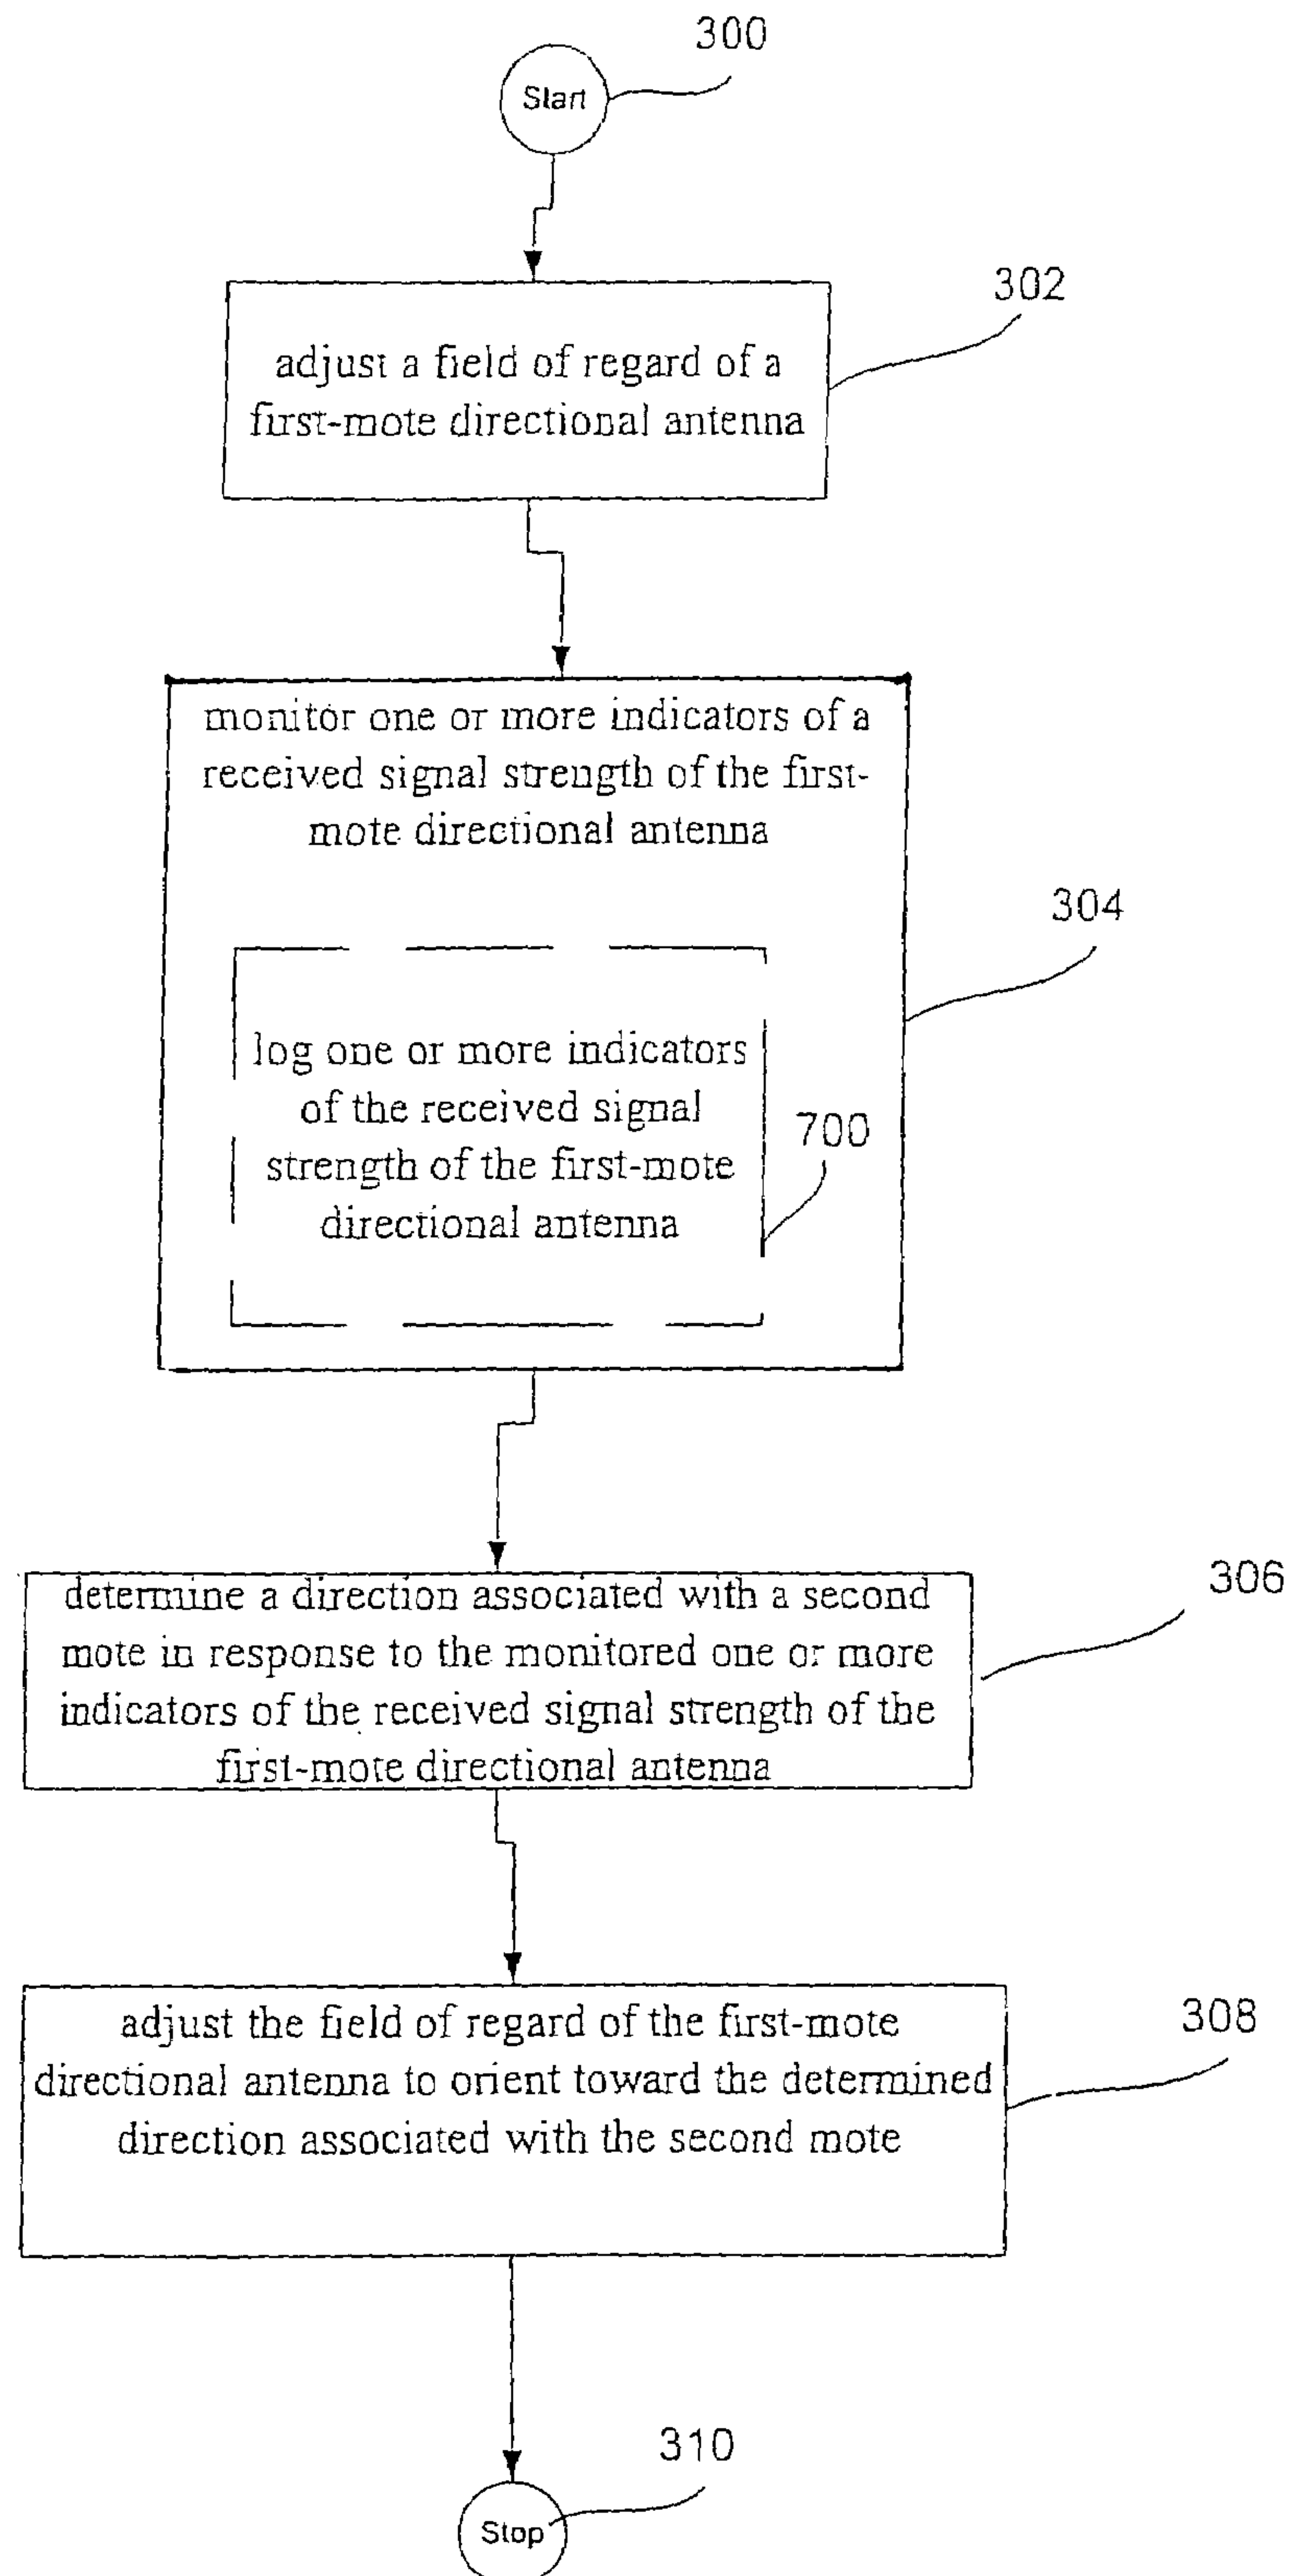 300
Start
302
adjust a field of regard of a
first-mote directional antenna
monitor one or more indicators of a
received signal strength of the first-
mote directional antenna
304
log one or more indicators
of the received signal
strength of the first-mote
directional antenna
700
306
determine a direction associated with a second
mote in response to the monitored one or more
indicators of the received signal strength of the
first-mote directional antenna
308
adjust the field of regard of the first-mote
directional antenna to orient toward the determined
direction associated with the second mote
310
Stop